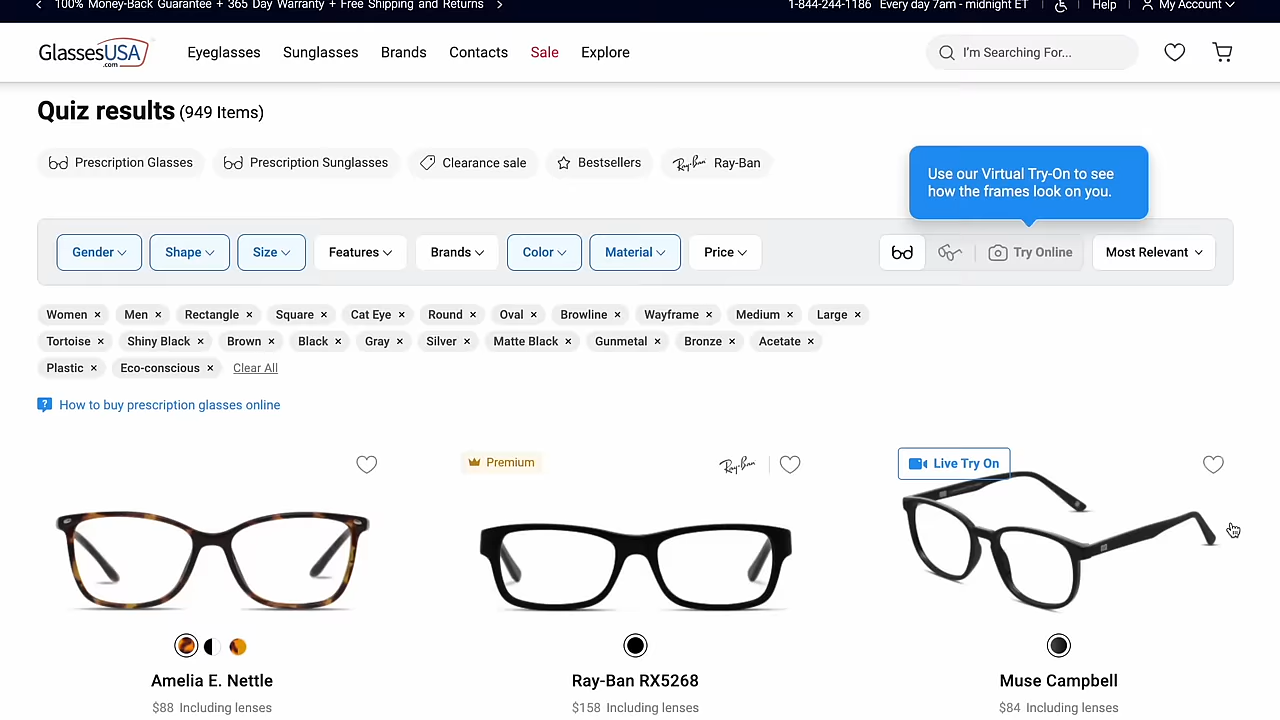 100% Money-Back Guarantee + 365 Day Warranty + Free Shipping and Returns
1-844-244-1186 Every day 7am - midnight ET Help My Account
GlassesUSA .com
Eyeglasses Sunglasses Brands Contacts Sale Explore
I'm Searching For...
Quiz results (949 Items)
Prescription Glasses Prescription Sunglasses Clearance sale Bestsellers Ray-Ban Ray-Ban
Use our Virtual Try-On to see
how the frames look on you.
Gender Shape Size Features Brands Color Material Price Try Online Most Relevant
Women × Men × Rectangle × Square × Cat Eye × Round × Oval × Browline × Wayframe × Medium × Large ×
Tortoise × Shiny Black × Brown × Black × Gray × Silver × Matte Black × Gunmetal × Bronze × Acetate ×
Plastic × Eco-conscious × Clear All
? How to buy prescription glasses online
Premium Ray-Ban Live Try On
Amelia E. Nettle Ray-Ban RX5268 Muse Campbell
$88 Including lenses $158 Including lenses $84 Including lenses